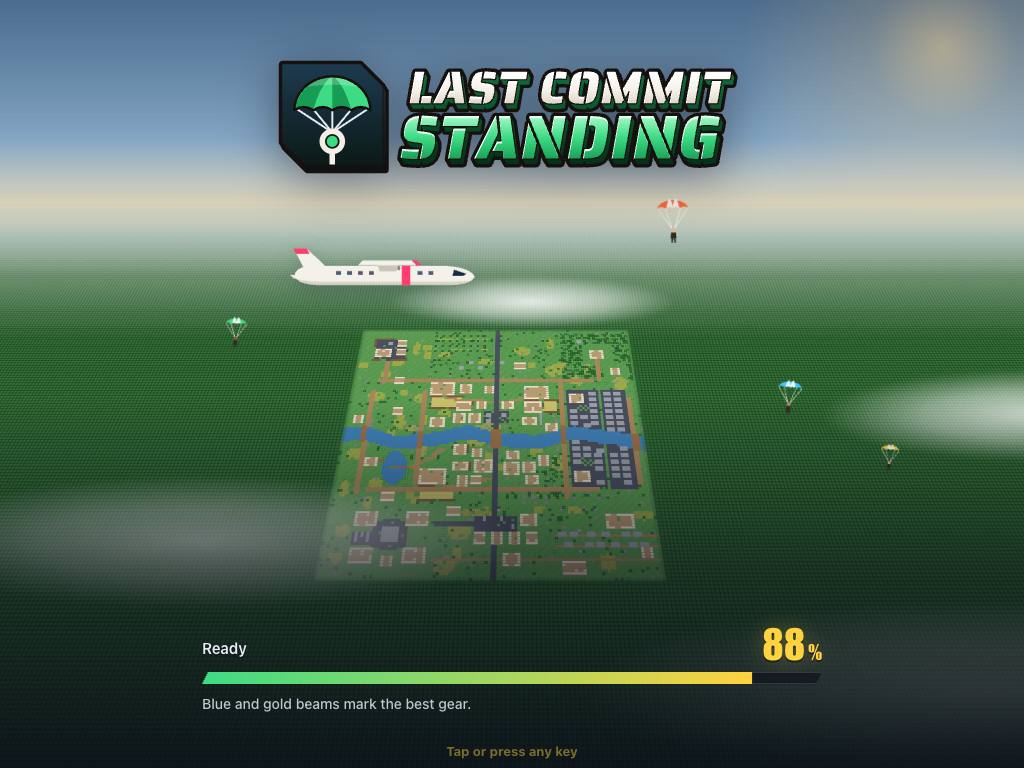 LAST COMMIT
STANDING
Ready
88%
Blue and gold beams mark the best gear.
Tap or press any key